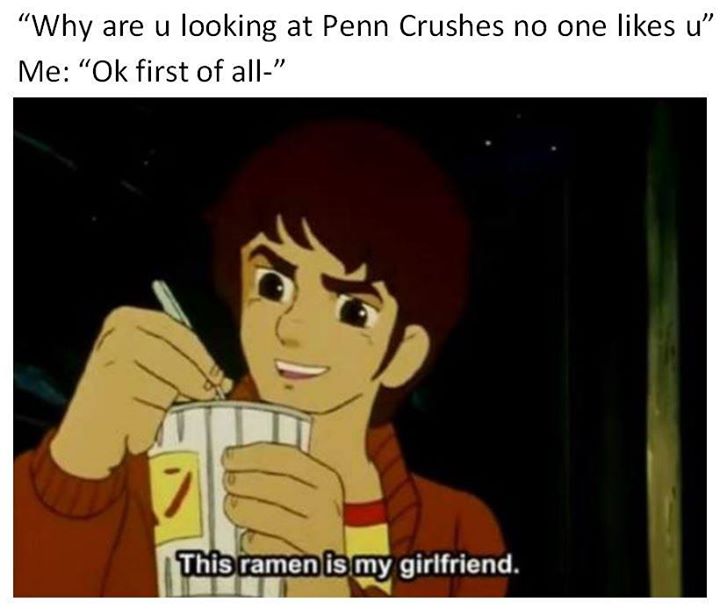 “Why are u looking at Penn Crushes no one likes u”
Me: “Ok first of all-”
This ramen is my girlfriend.